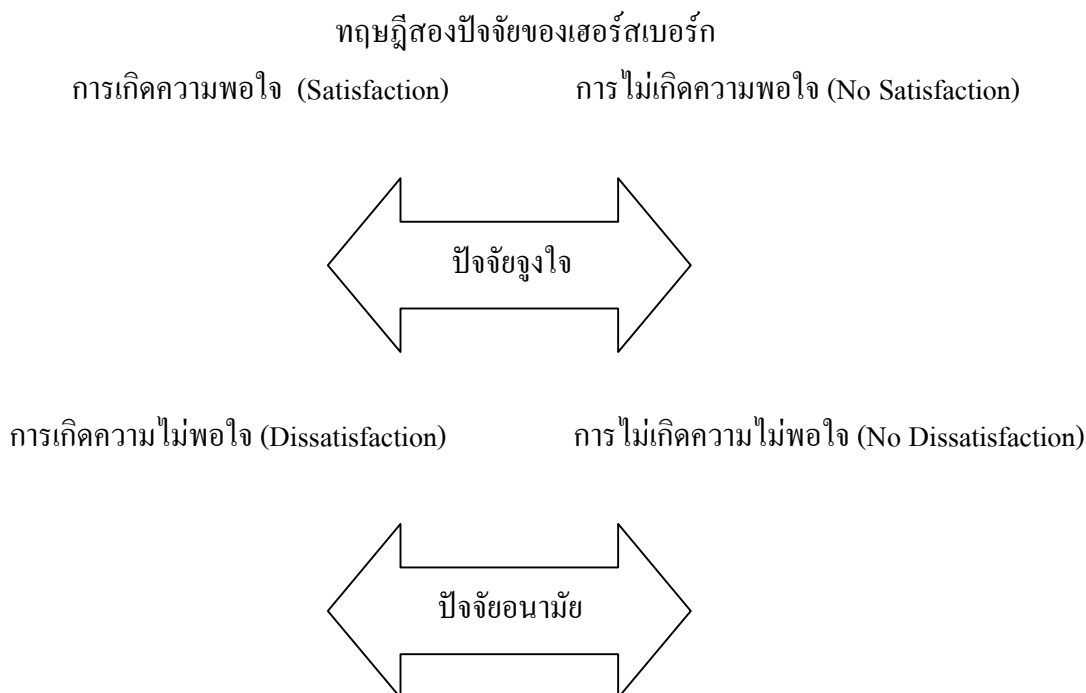 ทฤษฎีสองปัจจัยของเฮอร์สเบอร์ก
การเกิดความพอใจ (Satisfaction) การไม่เกิดความพอใจ (No Satisfaction)
ปัจจัยจูงใจ
การเกิดความไม่พอใจ (Dissatisfaction) การไม่เกิดความไม่พอใจ (No Dissatisfaction)
ปัจจัยอนามัย